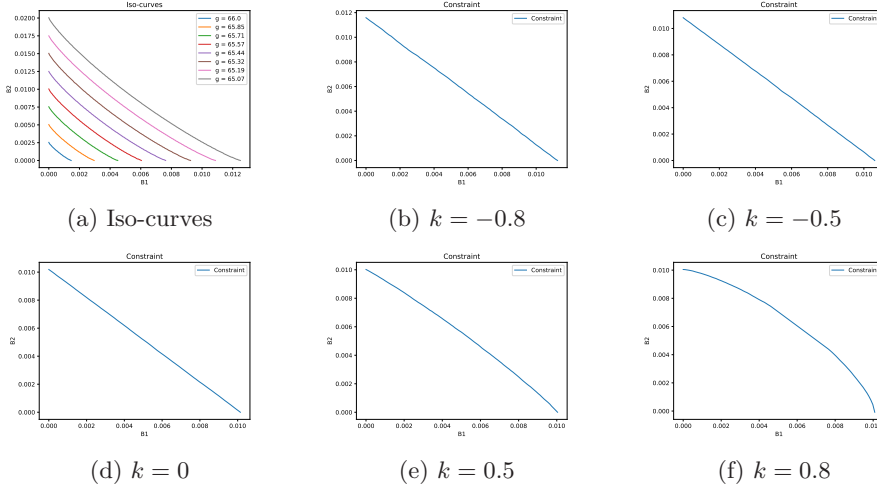 Iso-curves
Constraint
Constraint
0.0200
0.0175
0.0150
0.0125
0.0100
0.0075
0.0050
0.0025
0.0000
B2
g = 66.0
g = 65.85
g = 65.71
g = 65.57
g = 65.44
g = 65.32
g = 65.19
g = 65.07
0.000 0.002 0.004 0.006 0.008 0.010 0.012
B1
0.012
0.010
0.008
0.006
0.004
0.002
0.000
B2
Constraint
0.000 0.002 0.004 0.006 0.008 0.010
B1
0.010
0.008
0.006
0.004
0.002
0.000
B2
Constraint
0.000 0.002 0.004 0.006 0.008 0.010
B1
(a) Iso-curves
(b) k = −0.8
(c) k = −0.5
Constraint
Constraint
Constraint
0.010
0.008
0.006
0.004
0.002
0.000
B2
Constraint
0.000 0.002 0.004 0.006 0.008 0.010
B1
0.010
0.008
0.006
0.004
0.002
0.000
B2
Constraint
0.000 0.002 0.004 0.006 0.008 0.010
B1
0.010
0.008
0.006
0.004
0.002
0.000
B2
Constraint
0.000 0.002 0.004 0.006 0.008 0.010
B1
(d) k = 0
(e) k = 0.5
(f) k = 0.8